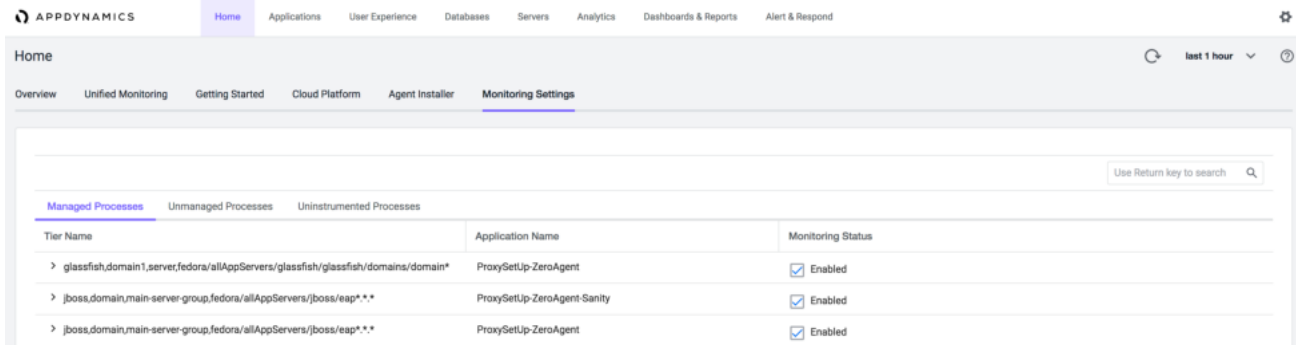 APPDYNAMICS Home Applications User Experience Databases Servers Analytics Dashboards & Reports Alert & Respond
Home last 1 hour
Overview Unified Monitoring Getting Started Cloud Platform Agent Installer Monitoring Settings
Use Return key to search
Managed Processes Unmanaged Processes Uninstrumented Processes
Tier Name Application Name Monitoring Status
glassfish,domain1,server,fedora/allAppServers/glassfish/glassfish/domains/domain* ProxySetUp-ZeroAgent Enabled
jboss,domain,main-server-group,fedora/allAppServers/jboss/eap*.*.* ProxySetUp-ZeroAgent-Sanity Enabled
jboss,domain,main-server-group,fedora/allAppServers/jboss/eap*.*.* ProxySetUp-ZeroAgent Enabled